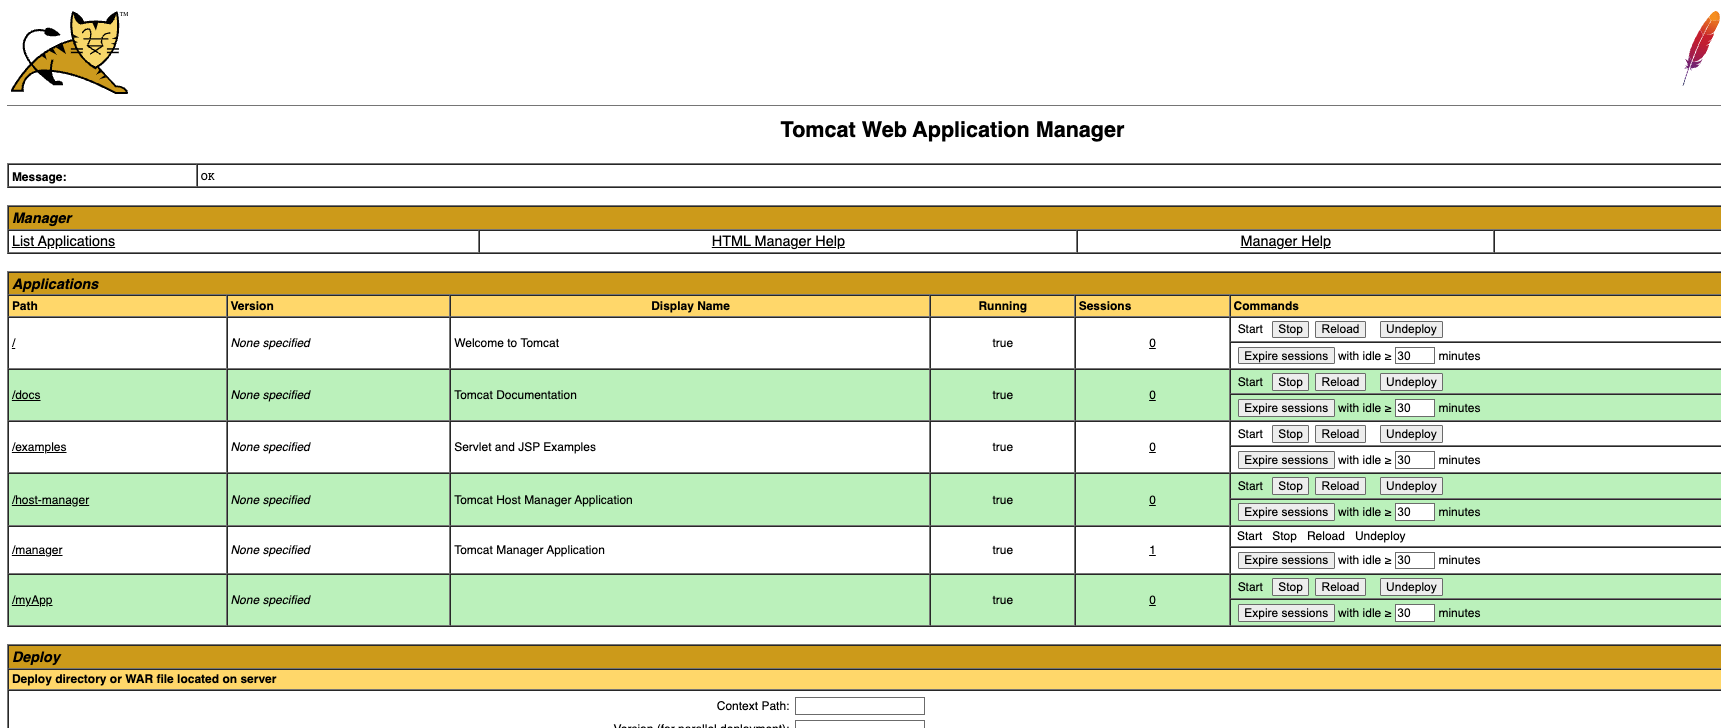 TM
Tomcat Web Application Manager
Message: OK
Manager
List Applications HTML Manager Help Manager Help
Applications
Path Version Display Name Running Sessions Commands
/ None specified Welcome to Tomcat true 0 Start Stop Reload Undeploy
Expire sessions with idle ≥ 30 minutes
/docs None specified Tomcat Documentation true 0 Start Stop Reload Undeploy
Expire sessions with idle ≥ 30 minutes
/examples None specified Servlet and JSP Examples true 0 Start Stop Reload Undeploy
Expire sessions with idle ≥ 30 minutes
/host-manager None specified Tomcat Host Manager Application true 0 Start Stop Reload Undeploy
Expire sessions with idle ≥ 30 minutes
/manager None specified Tomcat Manager Application true 1 Start Stop Reload Undeploy
Expire sessions with idle ≥ 30 minutes
/myApp None specified true 0 Start Stop Reload Undeploy
Expire sessions with idle ≥ 30 minutes
Deploy
Deploy directory or WAR file located on server
Context Path:
Version (for parallel deployment):